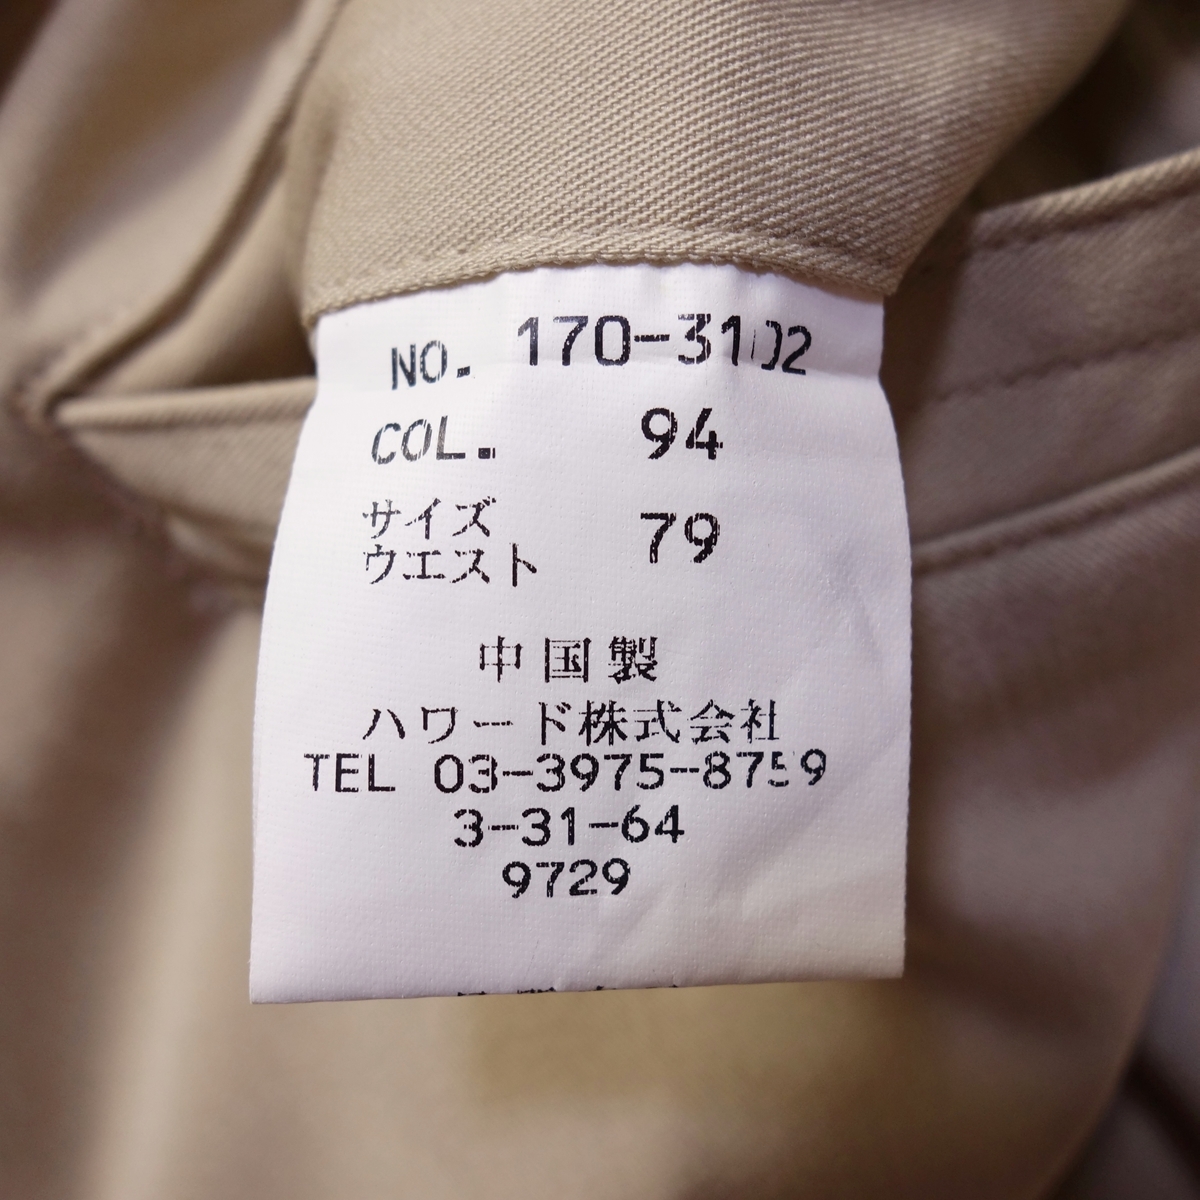 NO. 170-3102
COL. 94
サイズ
ウエスト 79
中国製
ハワード株式会社
TEL 03-3975-8759
3-31-64
9729